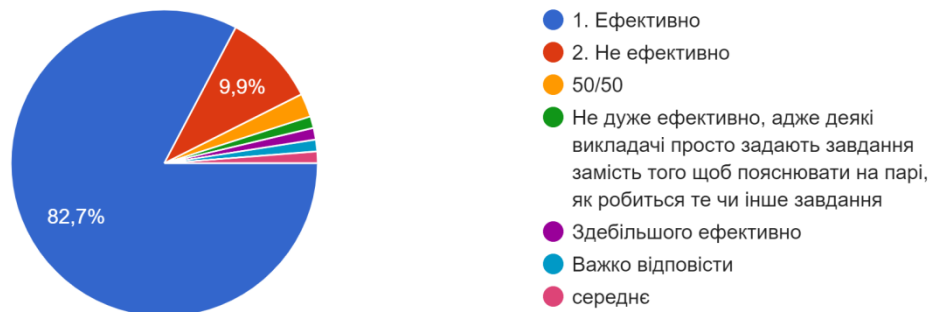 82,7%
9,9%
1. Ефективно
2. Не ефективно
50/50
Не дуже ефективно, адже деякі
викладачі просто задають завдання
замість того щоб пояснювати на парі,
як робиться те чи інше завдання
Здебільшого ефективно
Важко відповісти
середнє